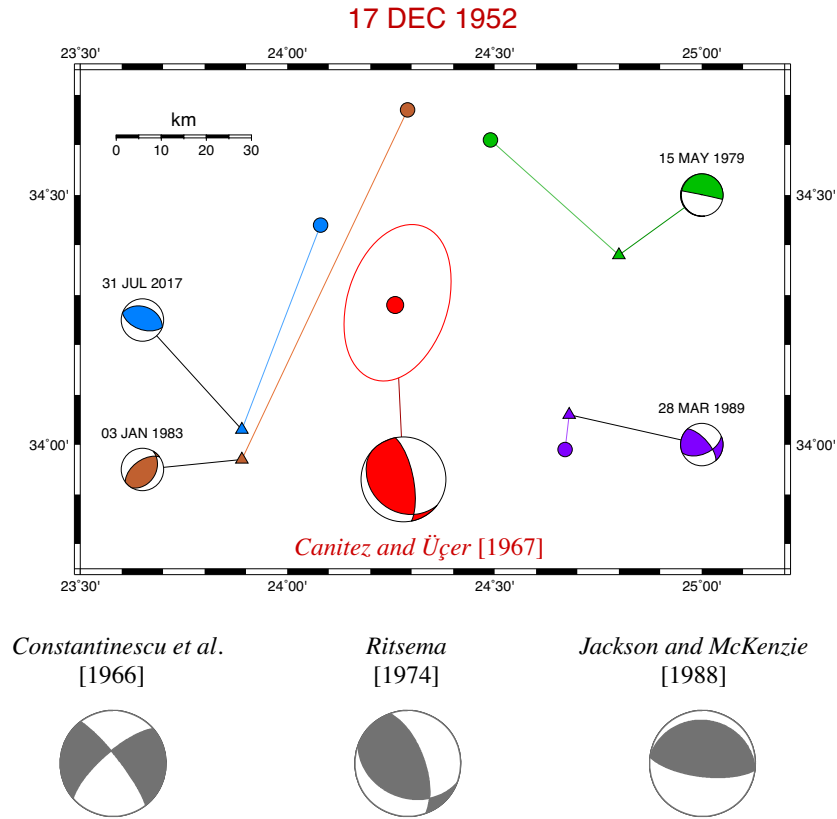 17 DEC 1952
23˚30' 24˚00' 24˚30' 25˚00'
km
0 10 20 30
15 MAY 1979
34˚30' 34˚30'
31 JUL 2017
28 MAR 1989
03 JAN 1983
34˚00' 34˚00'
Canitez and Üçer [1967]
23˚30' 24˚00' 24˚30' 25˚00'
Constantinescu et al. Ritsema Jackson and McKenzie
[1966] [1974] [1988]